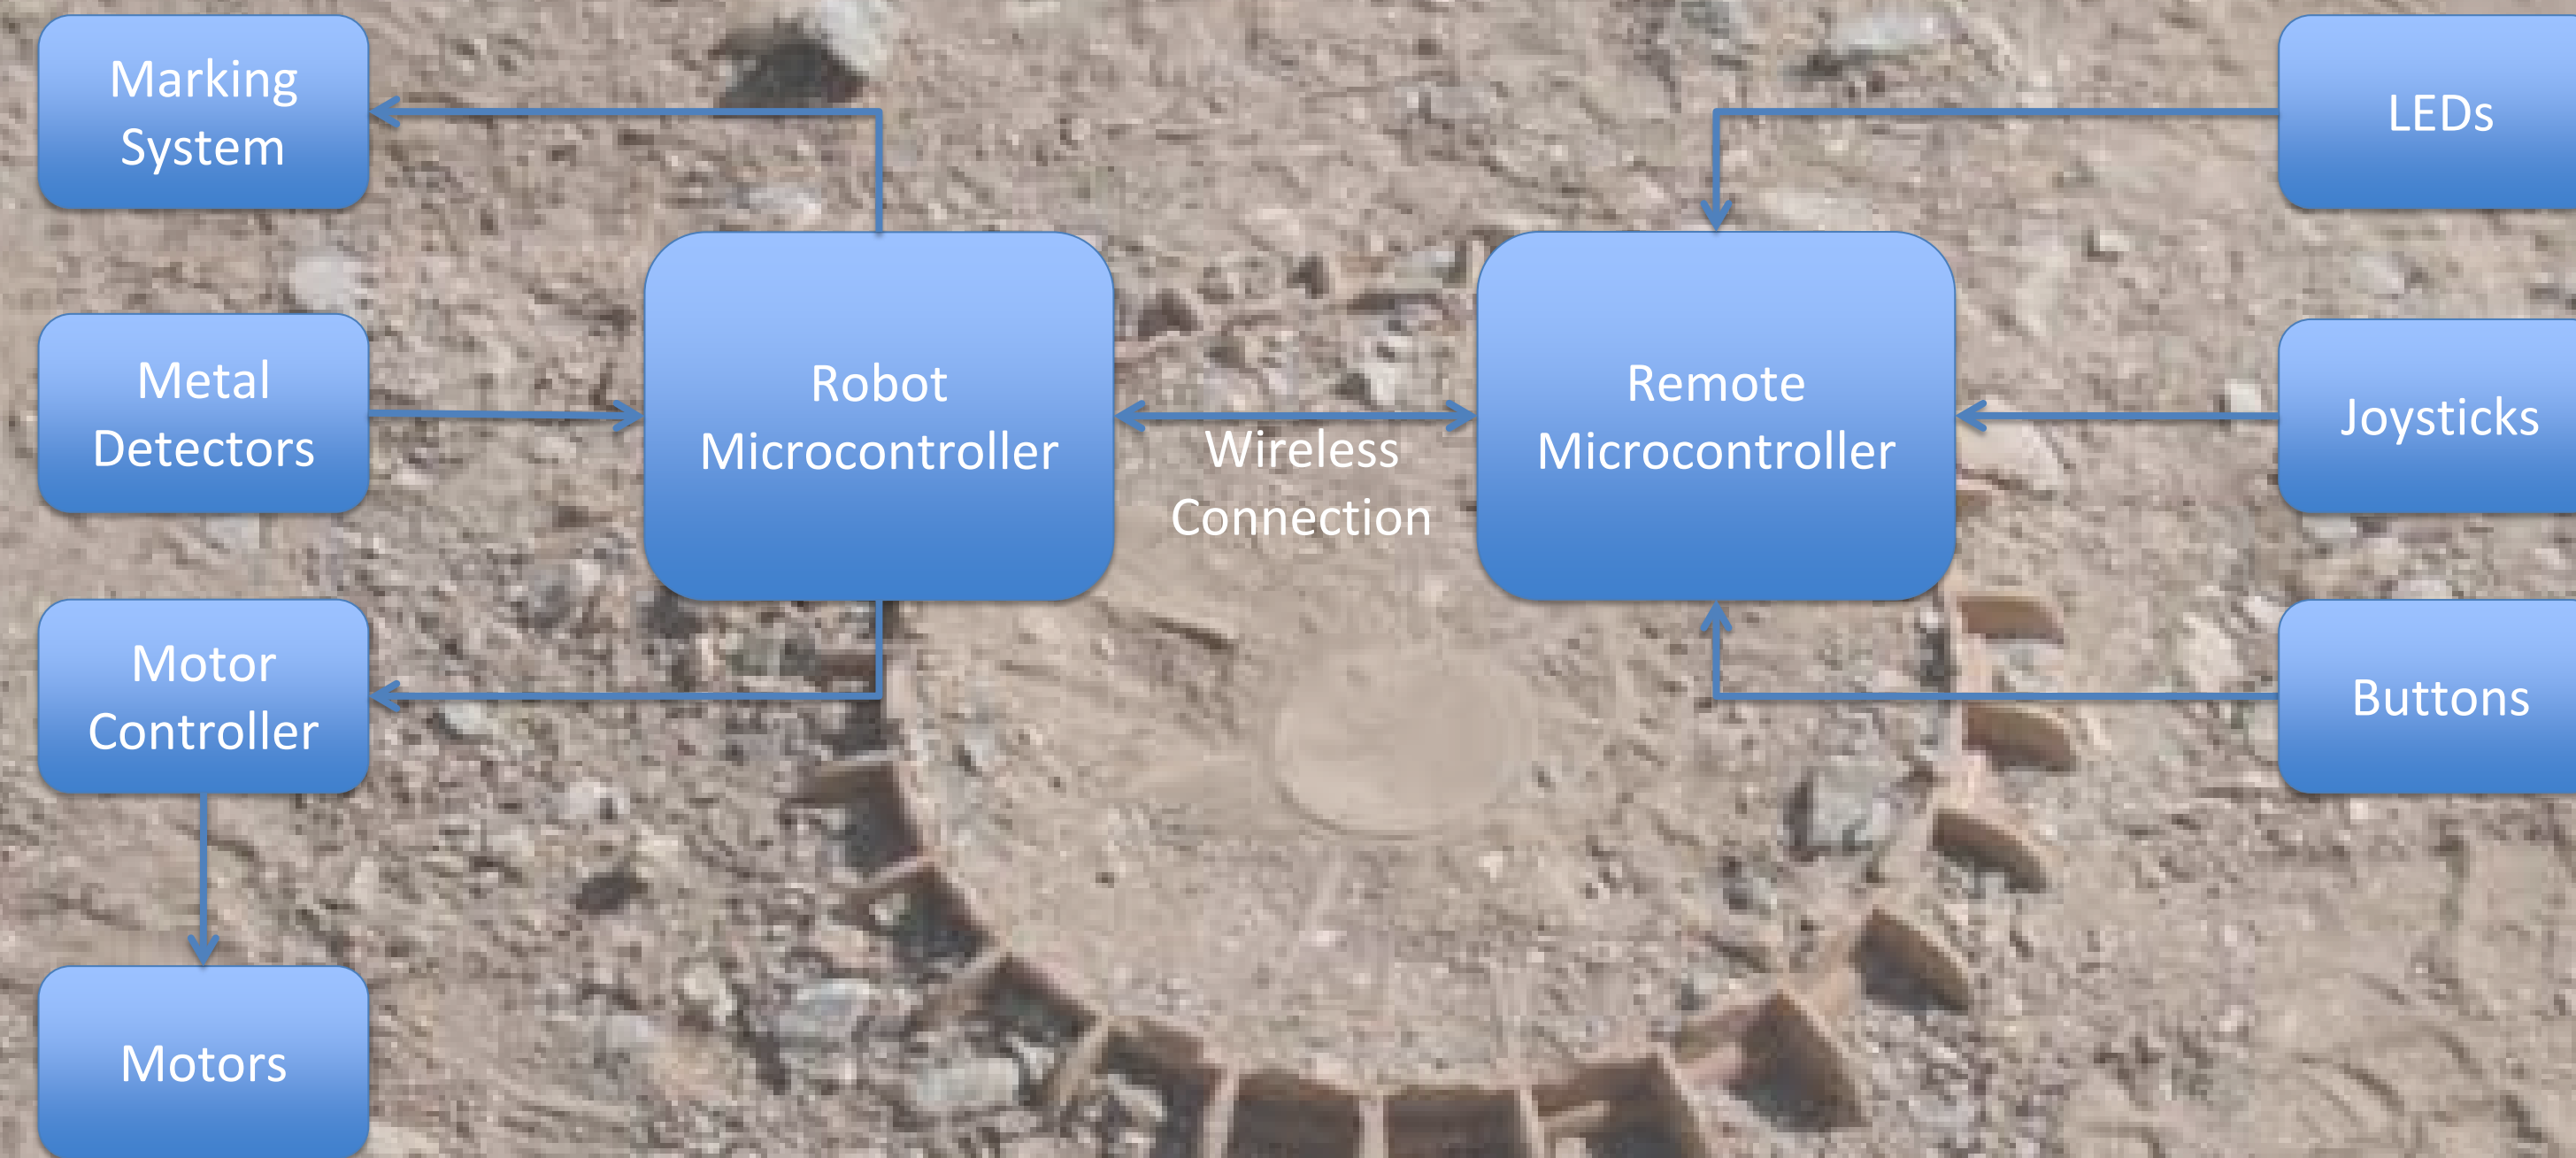 Marking
System
LEDs
Metal
Detectors
Robot
Microcontroller
Wireless
Connection
Remote
Microcontroller
Joysticks
Motor
Controller
Buttons
Motors